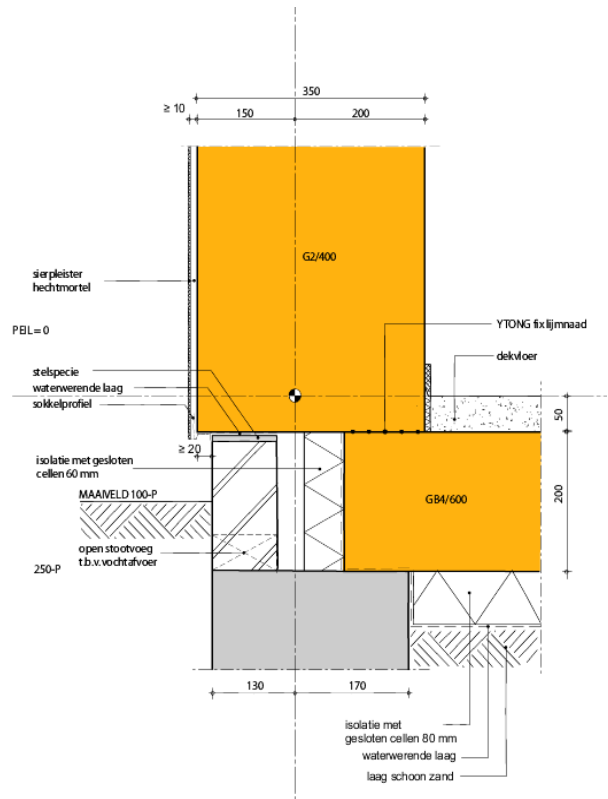 350
≥ 10
150
200
G2/400
sierpleister
hechtmortel
PEIL = 0
YTONG fix lijmnaad
dekvloer
stelspecie
waterwerende laag
sokkelprofiel
50
≥ 20
isolatie met gesloten
cellen 60 mm
MAAIVELD 100-P
GB4/600
200
open stootvoeg
t.b.v. vochtafvoer
250-P
130
170
isolatie met
gesloten cellen 80 mm
waterwerende laag
laag schoon zand